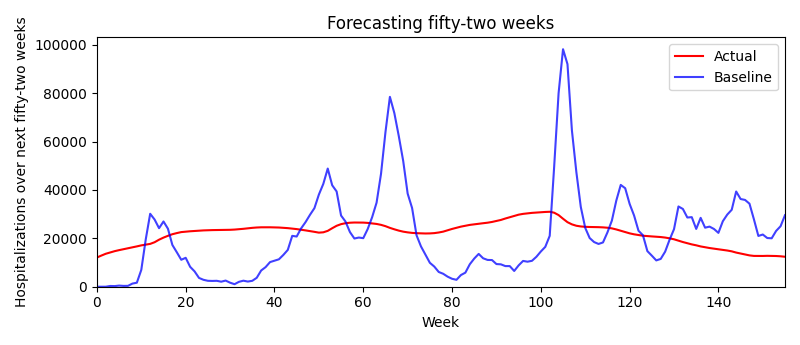 Forecasting fifty-two weeks
Hospitalizations over next fifty-two weeks
100000
80000
60000
40000
20000
0
Actual
Baseline
0 20 40 60 80 100 120 140
Week